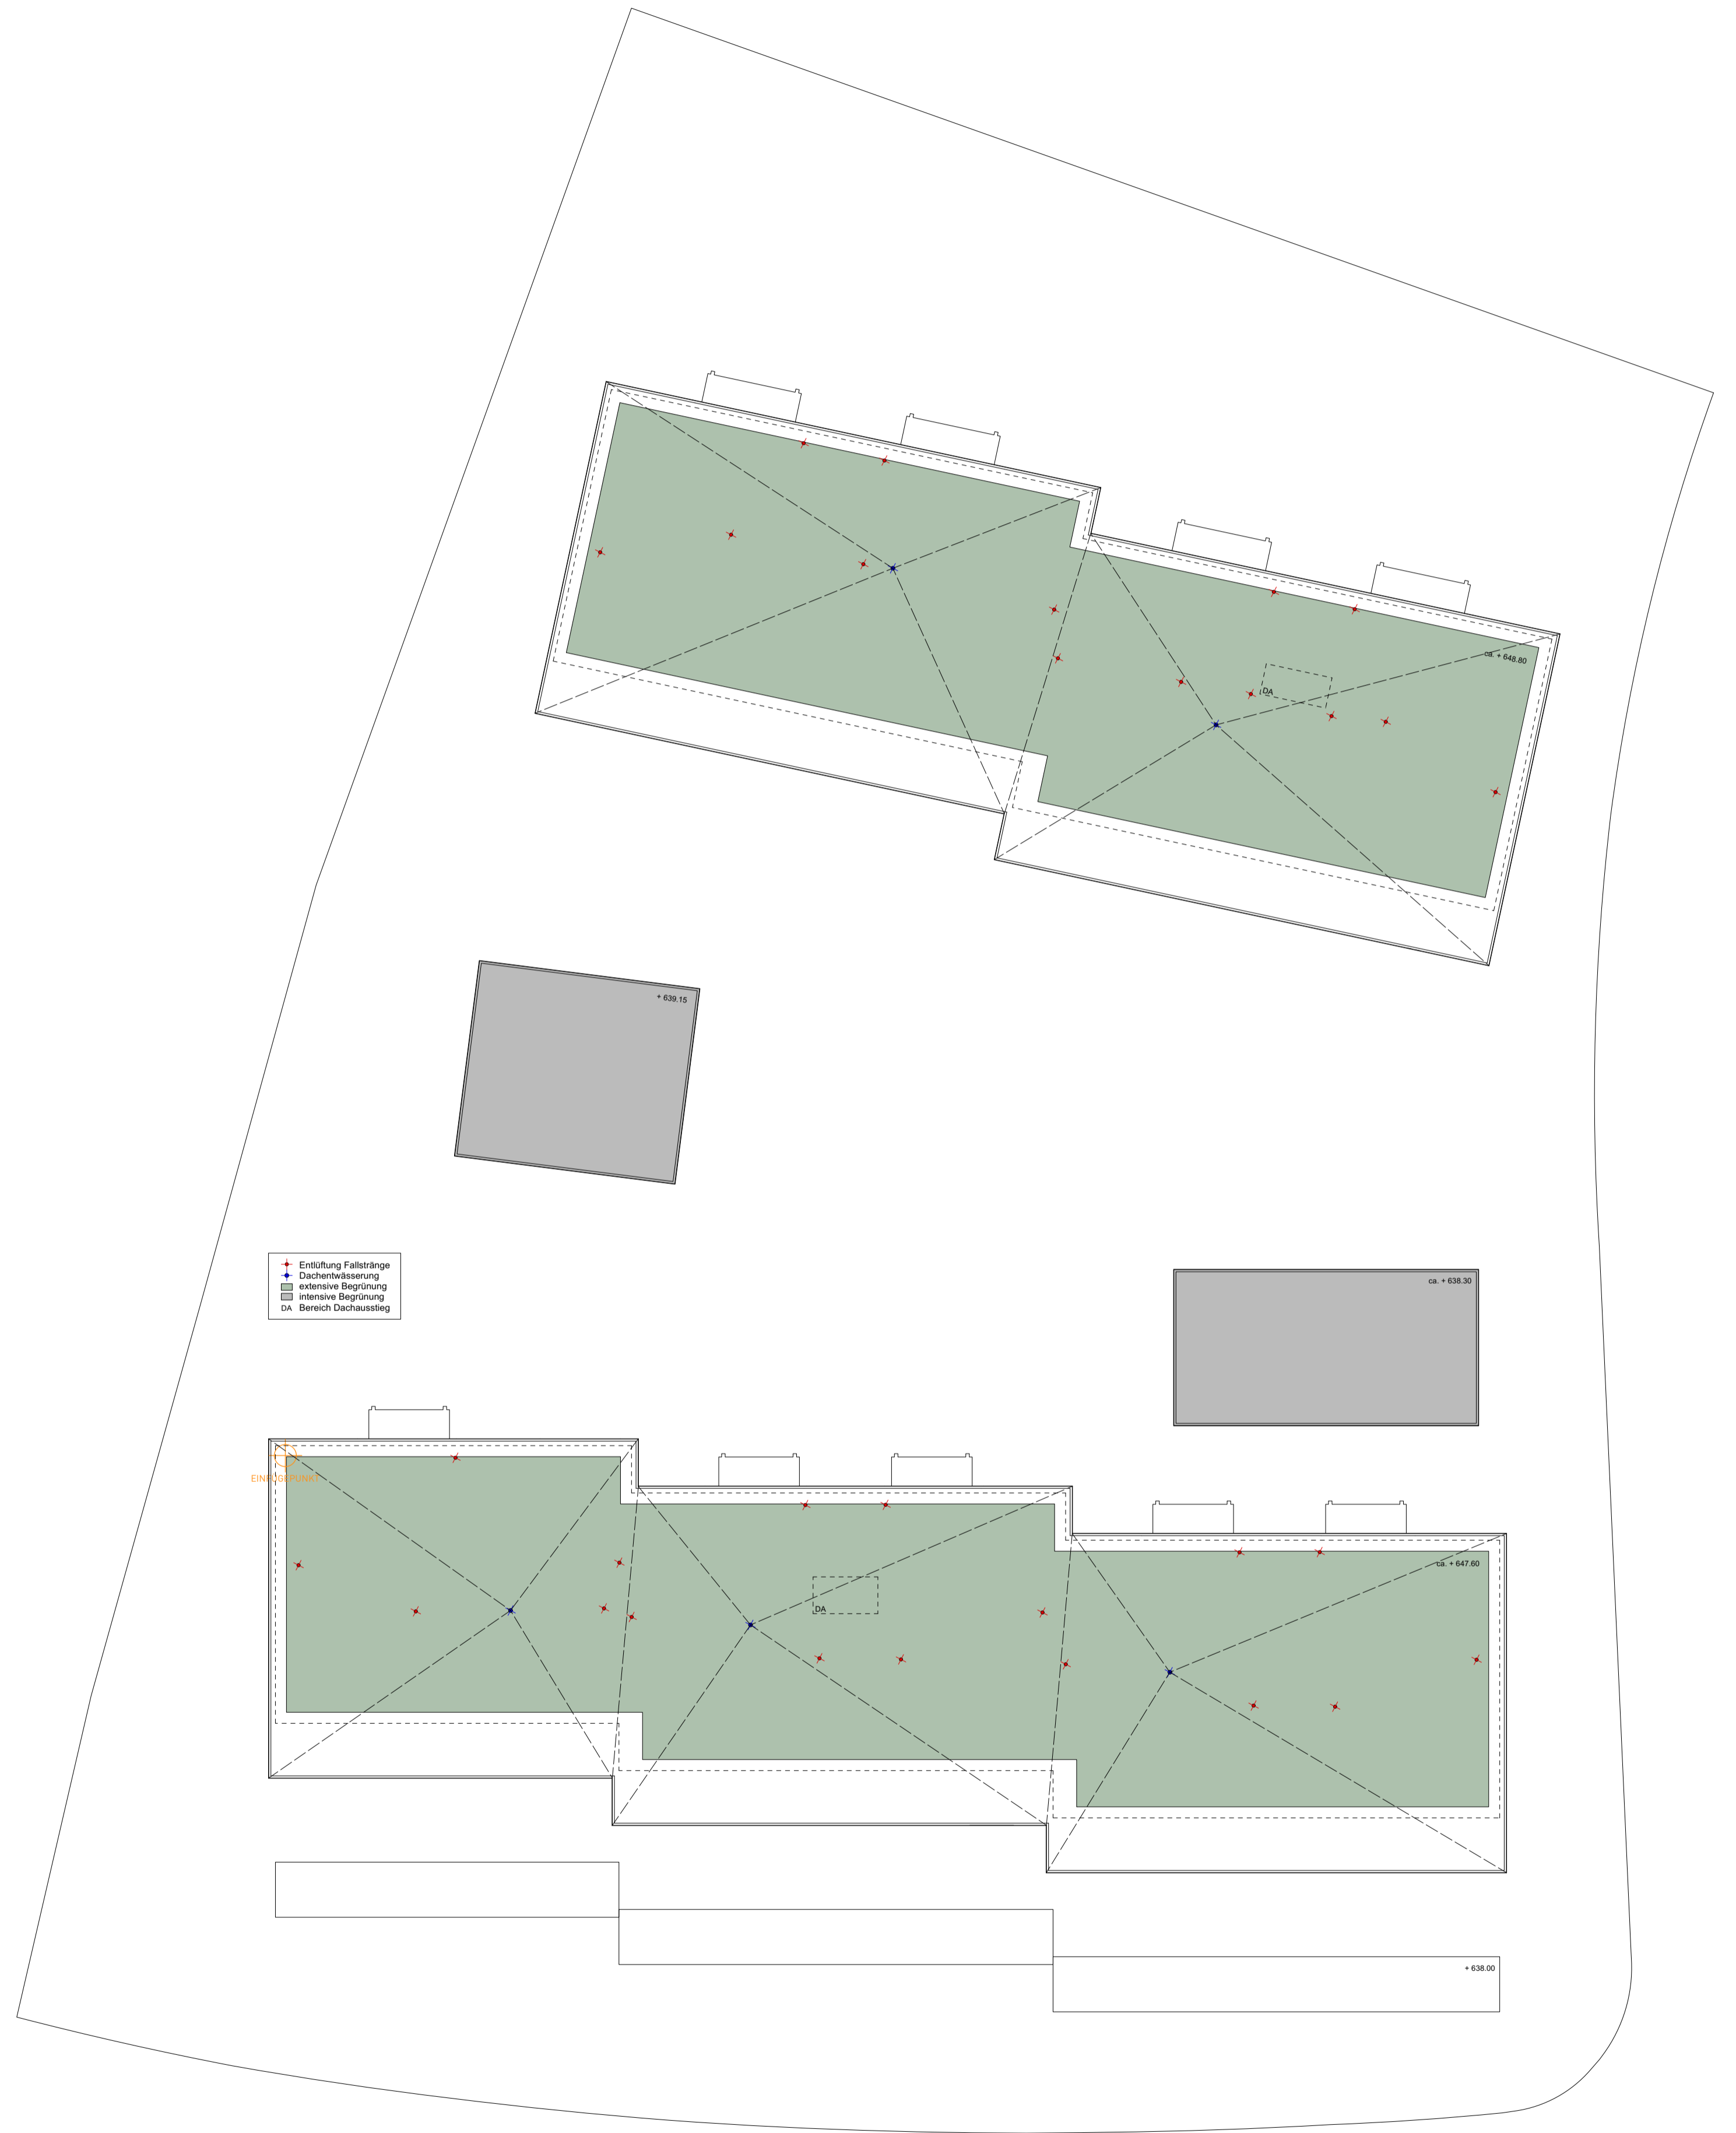 ca. + 648.80
DA
+ 639.15
Entlüftung Fallstränge
Dachentwässerung
extensive Begrünung
intensive Begrünung
DA Bereich Dachausstieg
ca. + 638.30
EINFÜGEPUNKT
ca. + 647.60
DA
+ 638.00